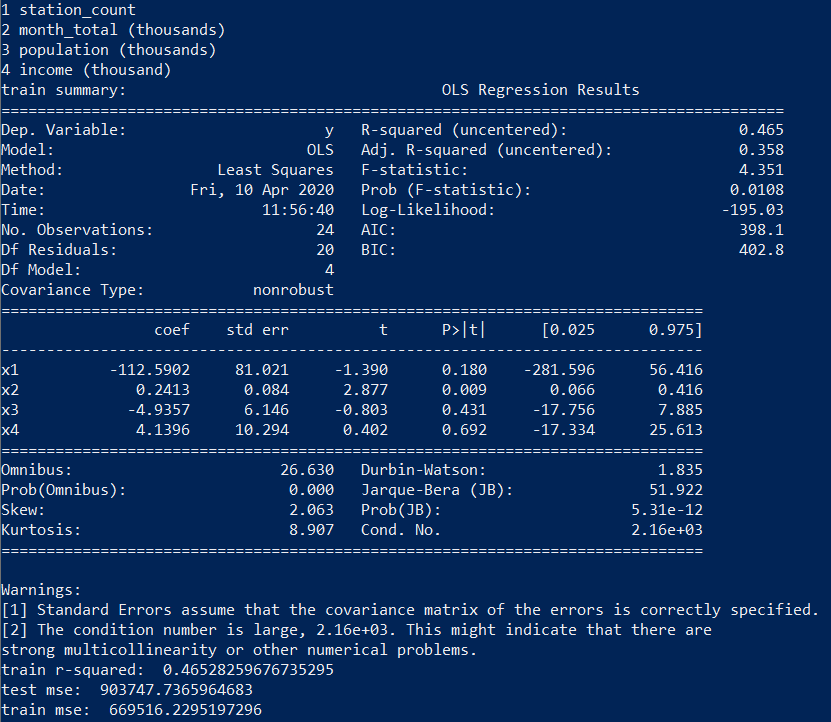 1 station_count
2 month_total (thousands)
3 population (thousands)
4 income (thousand)
train summary:                                   OLS Regression Results
=======================================================================================
Dep. Variable:                      y   R-squared (uncentered):                   0.465
Model:                            OLS   Adj. R-squared (uncentered):              0.358
Method:                 Least Squares   F-statistic:                              4.351
Date:                Fri, 10 Apr 2020   Prob (F-statistic):                      0.0108
Time:                        11:56:40   Log-Likelihood:                         -195.03
No. Observations:                  24   AIC:                                      398.1
Df Residuals:                      20   BIC:                                      402.8
Df Model:                           4
Covariance Type:            nonrobust
==============================================================================
                 coef    std err          t      P>|t|      [0.025      0.975]
------------------------------------------------------------------------------
x1          -112.5902     81.021     -1.390      0.180    -281.596      56.416
x2             0.2413      0.084      2.877      0.009       0.066       0.416
x3            -4.9357      6.146     -0.803      0.431     -17.756       7.885
x4             4.1396     10.294      0.402      0.692     -17.334      25.613
==============================================================================
Omnibus:                       26.630   Durbin-Watson:                   1.835
Prob(Omnibus):                  0.000   Jarque-Bera (JB):               51.922
Skew:                           2.063   Prob(JB):                     5.31e-12
Kurtosis:                       8.907   Cond. No.                     2.16e+03
==============================================================================
Warnings:
[1] Standard Errors assume that the covariance matrix of the errors is correctly specified.
[2] The condition number is large, 2.16e+03. This might indicate that there are
strong multicollinearity or other numerical problems.
train r-squared:  0.46528259676735295
test mse:  903747.7365964683
train mse:  669516.2295197296